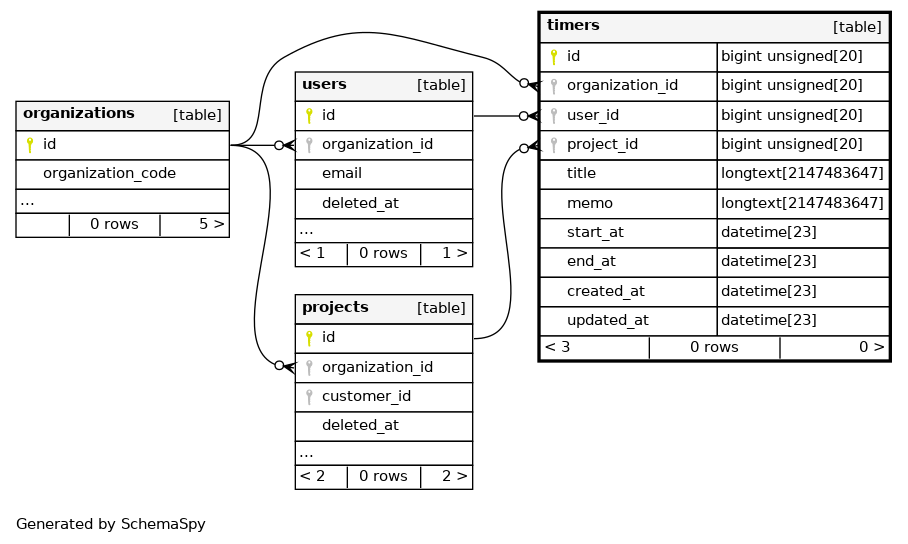 organizations [table]
id
organization_code
...
0 rows 5 >
users [table]
id
organization_id
email
deleted_at
...
< 1 0 rows 1 >
projects [table]
id
organization_id
customer_id
deleted_at
...
< 2 0 rows 2 >
timers [table]
id bigint unsigned[20]
organization_id bigint unsigned[20]
user_id bigint unsigned[20]
project_id bigint unsigned[20]
title longtext[2147483647]
memo longtext[2147483647]
start_at datetime[23]
end_at datetime[23]
created_at datetime[23]
updated_at datetime[23]
< 3 0 rows 0 >
Generated by SchemaSpy